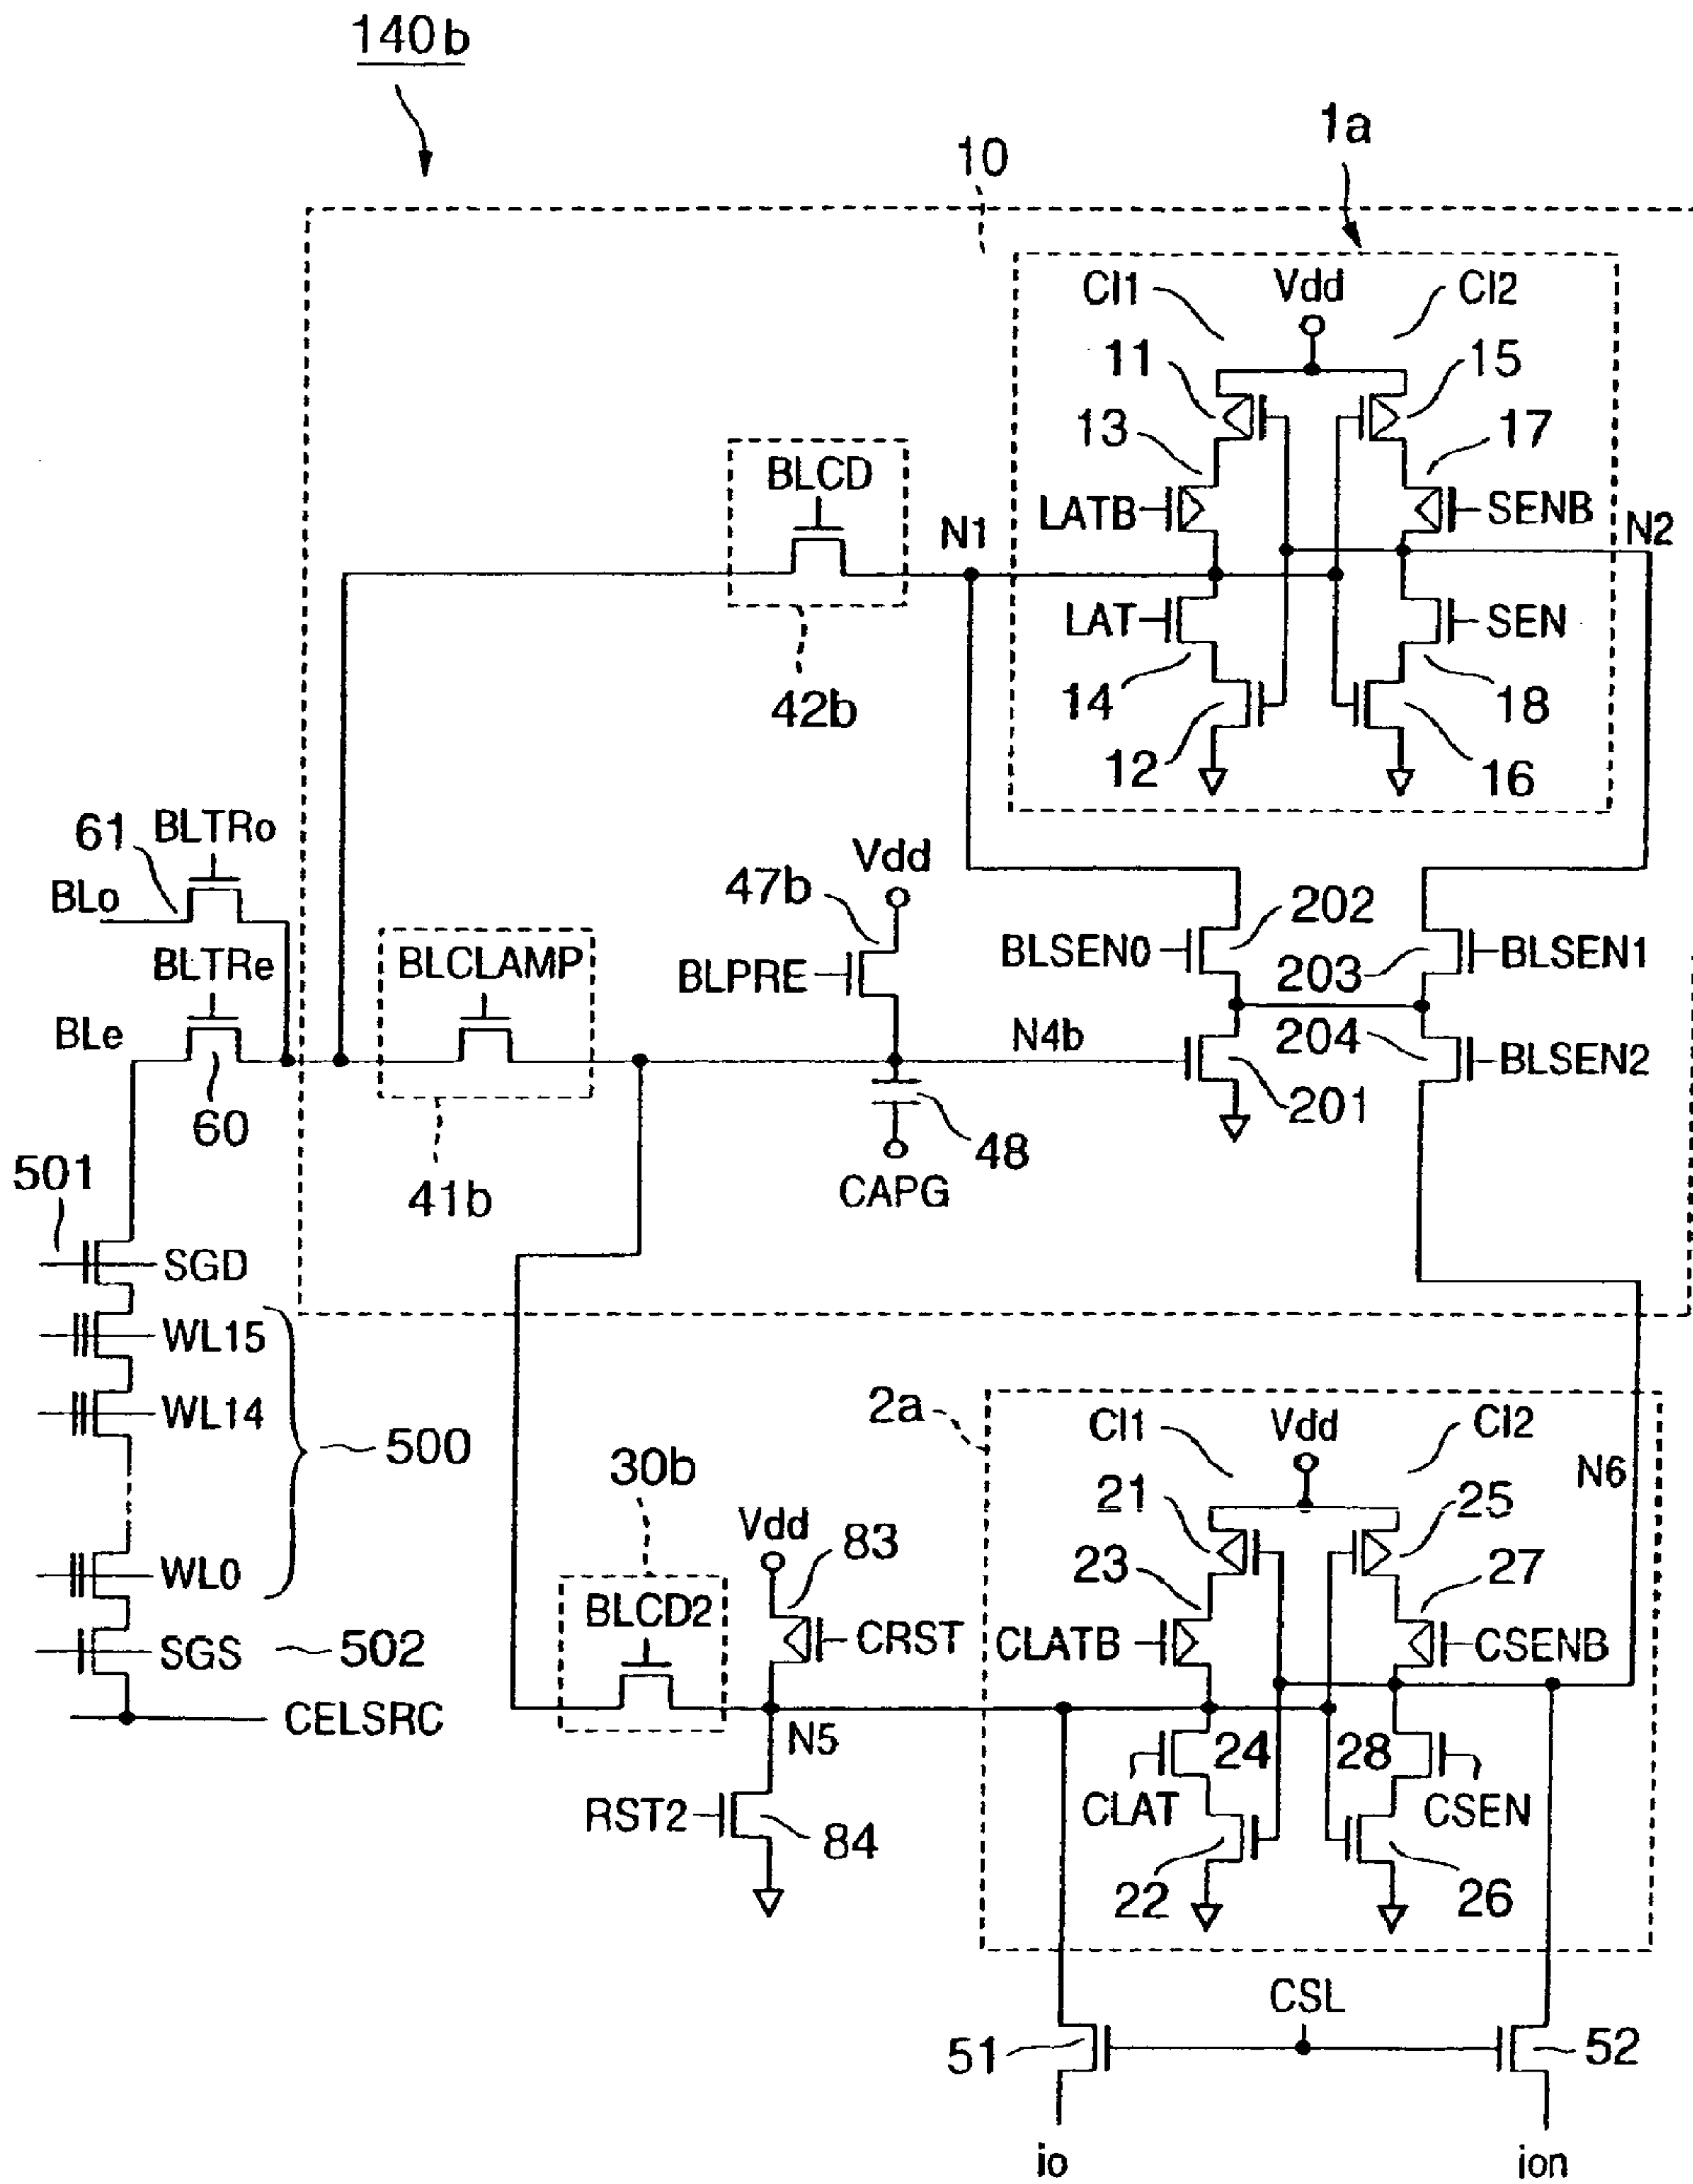 140b
10
1a
CI1
Vdd
CI2
11
15
13
17
BLCD
LATB
SENB
N1
N2
LAT
SEN
14
18
42b
12
16
BLTRo
61
Vdd
47b
BLo
202
BLTRe
BLCLAMP
BLPRE
BLSEN0
203
BLSEN1
BLe
N4b
204
BLSEN2
60
201
48
501
41b
CAPG
SGD
WL15
2a
CI1
Vdd
CI2
WL14
500
30b
N6
21
25
Vdd
83
23
27
WL0
BLCD2
CRST
CLATB
CSENB
SGS
502
CELSRC
N5
24
28
RST2
84
CLAT
CSEN
22
26
CSL
51
52
io
ion